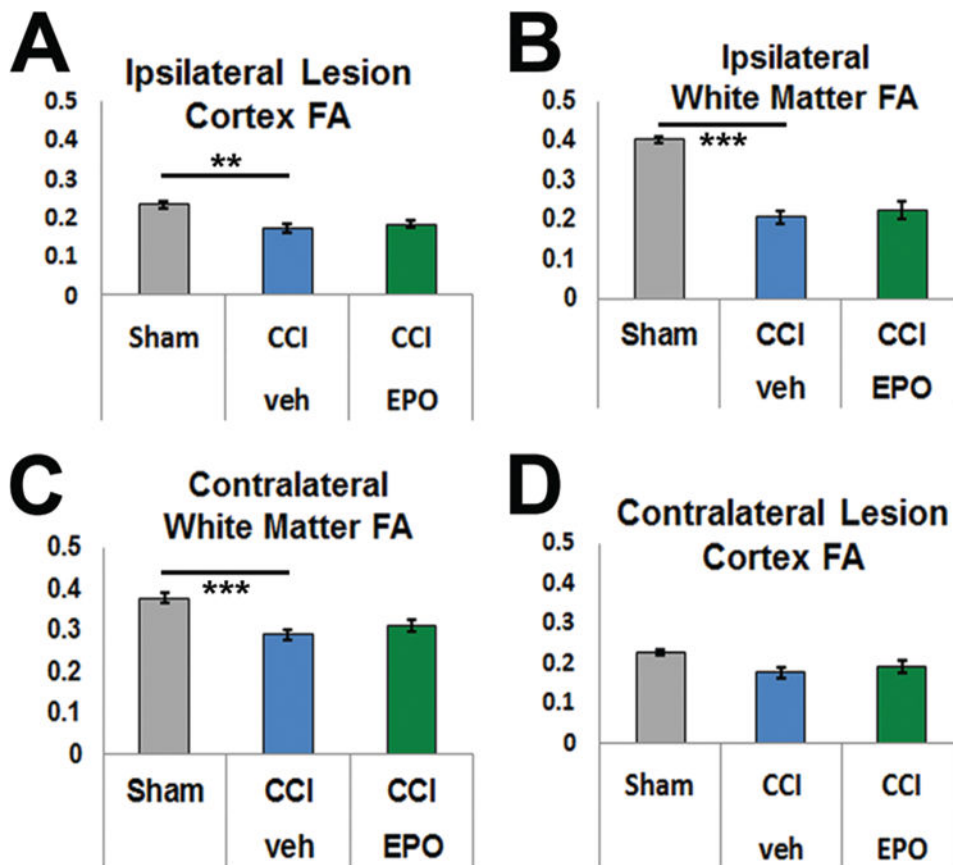 A
Ipsilateral Lesion
Cortex FA
0.5
0.4
0.3
0.2
0.1
0
**
Sham
CCI
CCI
veh
EPO
B
Ipsilateral
White Matter FA
0.5
0.4
0.3
0.2
0.1
0
***
Sham
CCI
CCI
veh
EPO
C
Contralateral
White Matter FA
0.5
0.4
0.3
0.2
0.1
0
***
Sham
CCI
CCI
veh
EPO
D
Contralateral Lesion
Cortex FA
0.5
0.4
0.3
0.2
0.1
0
Sham
CCI
CCI
veh
EPO